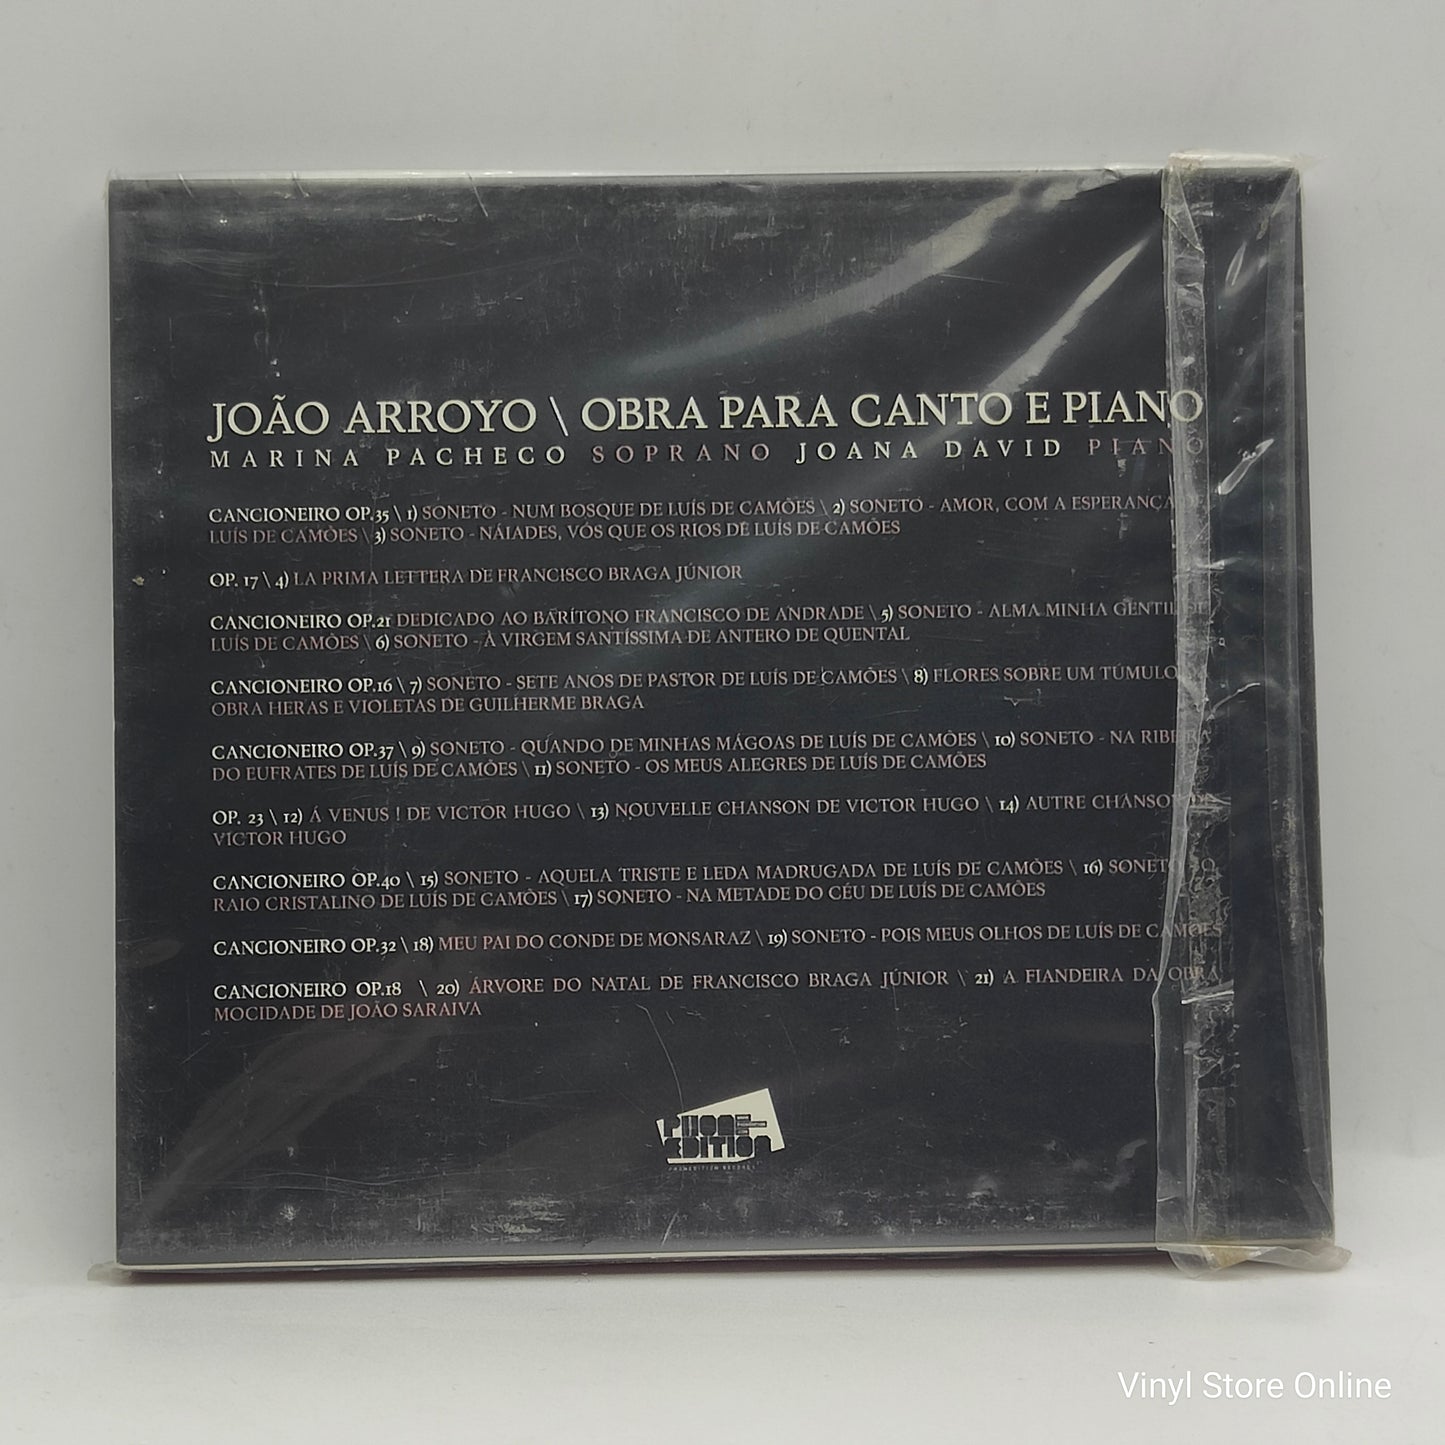 JOÃO ARROYO \ OBRA PARA CANTO E PIANO
MARINA PACHECO SOPRANO JOANA DAVID PIANO
CANCIONEIRO OP.35 \ 1) SONETO - NUM BOSQUE DE LUÍS DE CAMÕES \ 2) SONETO - AMOR, COM A ESPERANÇA DE
LUÍS DE CAMÕES \ 3) SONETO - NÁIADES, VÓS QUE OS RIOS DE LUÍS DE CAMÕES
OP. 17 \ 4) LA PRIMA LETTERA DE FRANCISCO BRAGA JÚNIOR
CANCIONEIRO OP.21 DEDICADO AO BARÍTONO FRANCISCO DE ANDRADE \ 5) SONETO - ALMA MINHA GENTIL DE
LUÍS DE CAMÕES \ 6) SONETO - À VIRGEM SANTÍSSIMA DE ANTERO DE QUENTAL
CANCIONEIRO OP.16 \ 7) SONETO - SETE ANOS DE PASTOR DE LUÍS DE CAMÕES \ 8) FLORES SOBRE UM TÚMULO
OBRA HERAS E VIOLETAS DE GUILHERME BRAGA
CANCIONEIRO OP.37 \ 9) SONETO - QUANDO DE MINHAS MÁGOAS DE LUÍS DE CAMÕES \ 10) SONETO - NA RIBEIRA
DO EUFRATES DE LUÍS DE CAMÕES \ 11) SONETO - OS MEUS ALEGRES DE LUÍS DE CAMÕES
OP. 23 \ 12) Á VENUS ! DE VICTOR HUGO \ 13) NOUVELLE CHANSON DE VICTOR HUGO \ 14) AUTRE CHANSON DE
VICTOR HUGO
CANCIONEIRO OP.40 \ 15) SONETO - AQUELA TRISTE E LEDA MADRUGADA DE LUÍS DE CAMÕES \ 16) SONETO
RAIO CRISTALINO DE LUÍS DE CAMÕES \ 17) SONETO - NA METADE DO CÉU DE LUÍS DE CAMÕES
CANCIONEIRO OP.32 \ 18) MEU PAI DO CONDE DE MONSARAZ \ 19) SONETO - POIS MEUS OLHOS DE LUÍS DE CAMÕES
CANCIONEIRO OP.18 \ 20) ÁRVORE DO NATAL DE FRANCISCO BRAGA JÚNIOR \ 21) A FIANDEIRA DA OBRA
MOCIDADE DE JOÃO SARAIVA
PHONE-
EDITION
PHONEDITION RECORDS
Vinyl Store Online